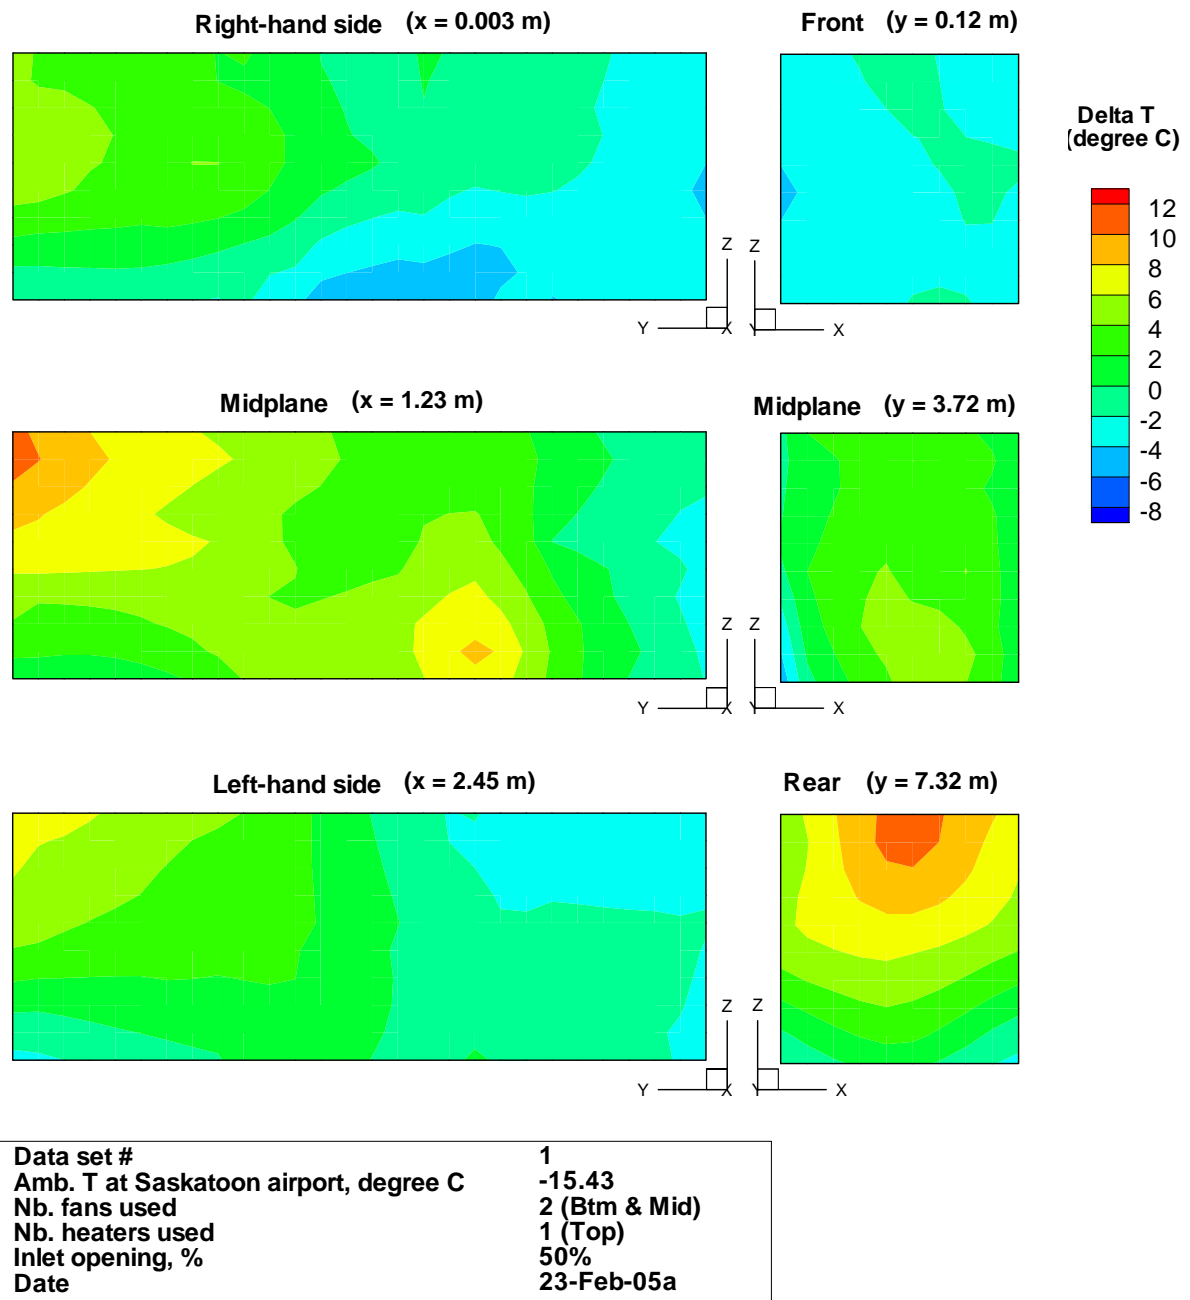 Right-hand side (x = 0.003 m)
Front (y = 0.12 m)
Delta T
(degree C)
12
10
8
6
4
2
0
-2
-4
-6
-8
Z Z
Y X Y X
Midplane (x = 1.23 m)
Midplane (y = 3.72 m)
Z Z
Y X Y X
Left-hand side (x = 2.45 m)
Rear (y = 7.32 m)
Z Z
Y X Y X
Data set # 1
Amb. T at Saskatoon airport, degree C -15.43
Nb. fans used 2 (Btm & Mid)
Nb. heaters used 1 (Top)
Inlet opening, % 50%
Date 23-Feb-05a